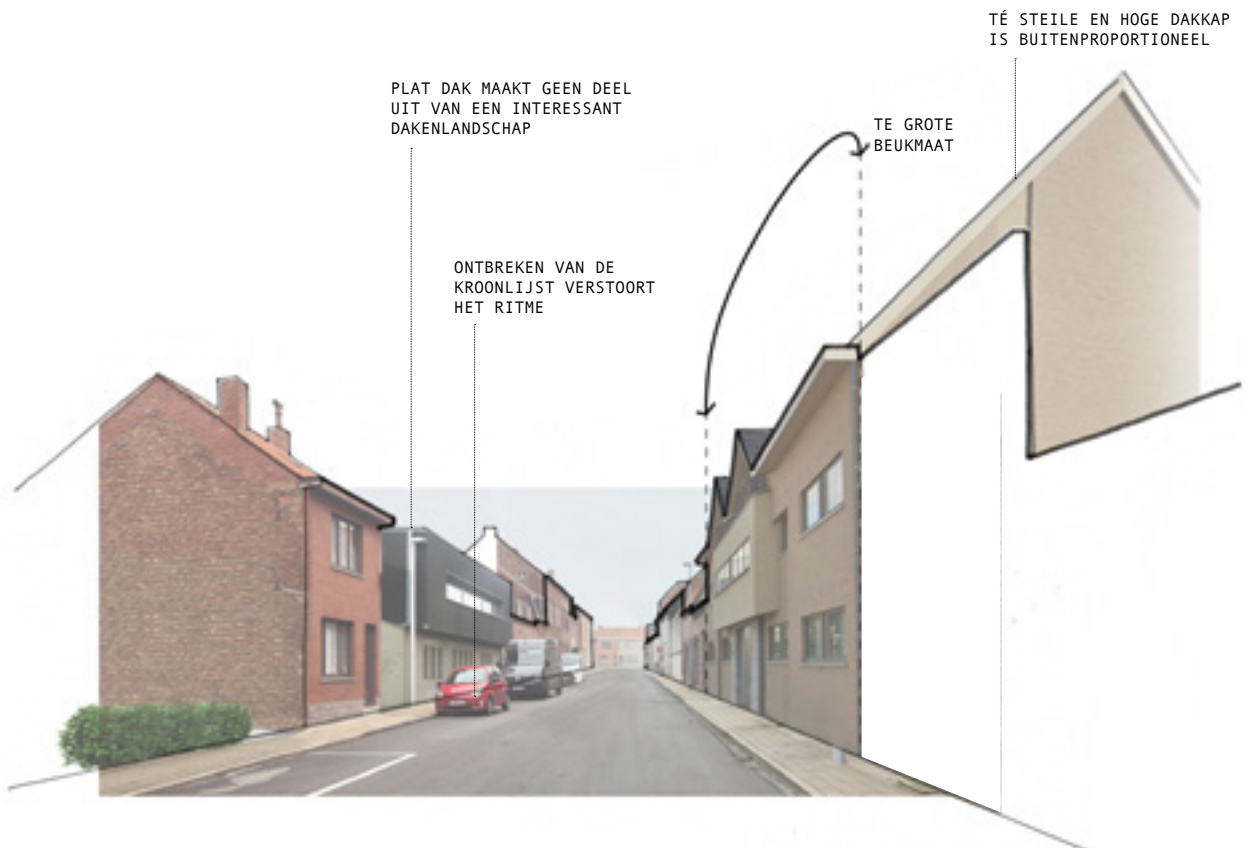 TÉ STEILE EN HOGE DAKKAP
IS BUITENPROPORTIONEEL
PLAT DAK MAAKT GEEN DEEL
UIT VAN EEN INTERESSANT
DAKENLANDSCHAP
TE GROTE
BEUKMAAT
ONTBREKEN VAN DE
KROONLIJST VERSTOORT
HET RITME